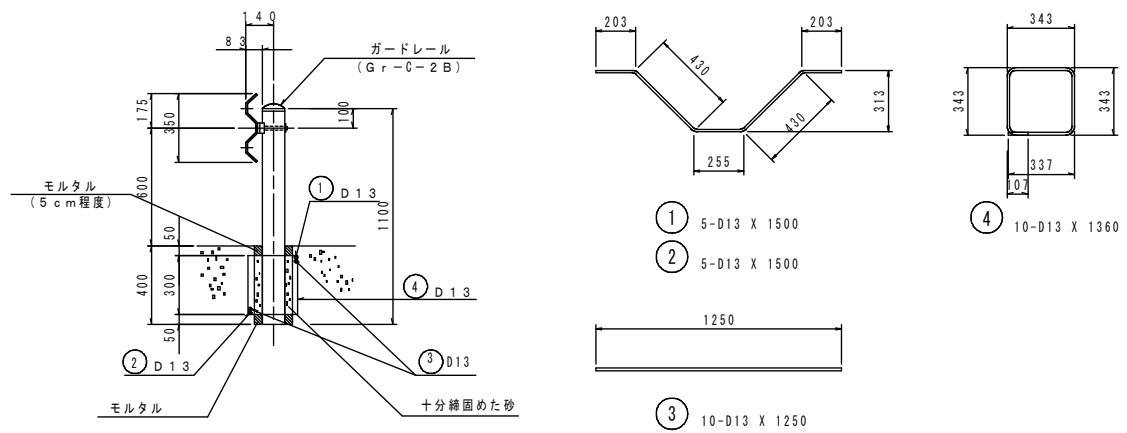 140
83
ガードレール
(Gr-C-2B)
175
350
100
600
1100
モルタル
(5cm程度)
① D13
50
400
300
50
④ D13
② D13
③ D13
モルタル
十分締固めた砂
203
203
430
430
313
255
① 5-D13 X 1500
② 5-D13 X 1500
343
343
343
337
107
④ 10-D13 X 1360
1250
③ 10-D13 X 1250